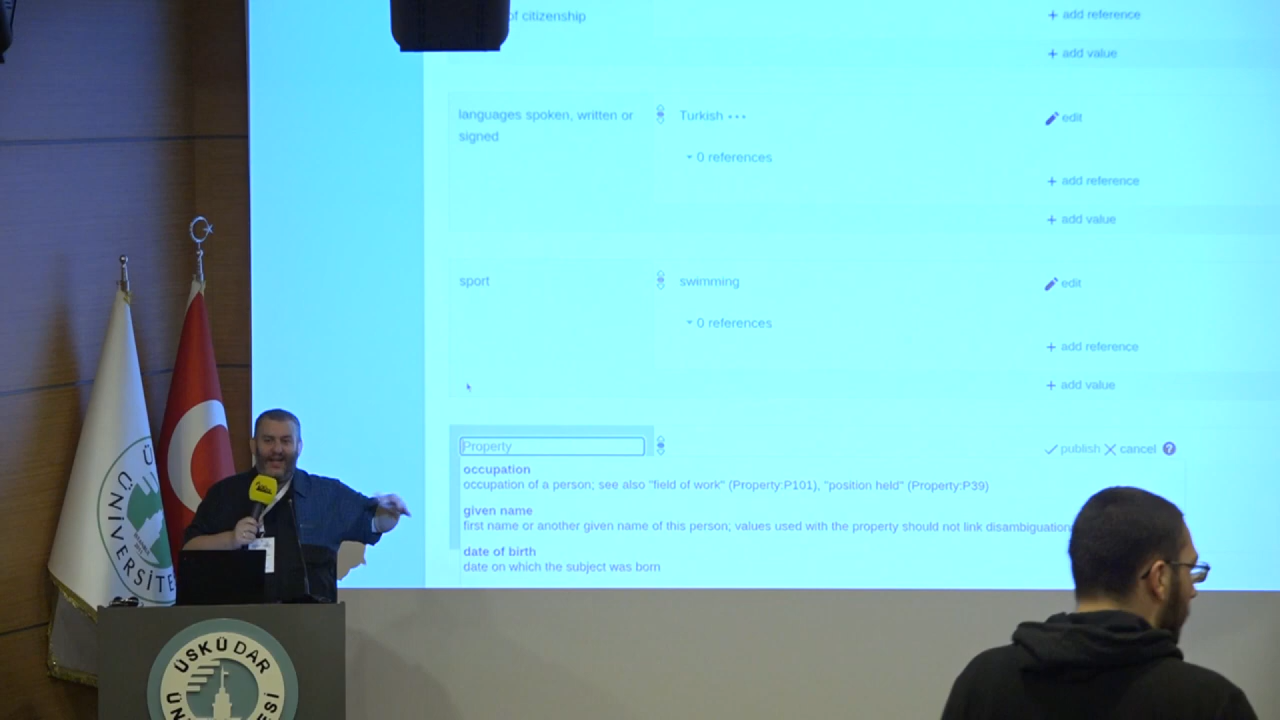 of citizenship
+ add reference
+ add value
languages spoken, written or
signed
Turkish
edit
0 references
+ add reference
+ add value
sport
swimming
edit
0 references
+ add reference
+ add value
Property
publish
cancel
?
occupation
occupation of a person; see also "field of work" (Property:P101), "position held" (Property:P39)
given name
first name or another given name of this person; values used with the property should not link disambiguation
date of birth
date on which the subject was born
ÜNİVERSİTE
ÜSKÜDAR